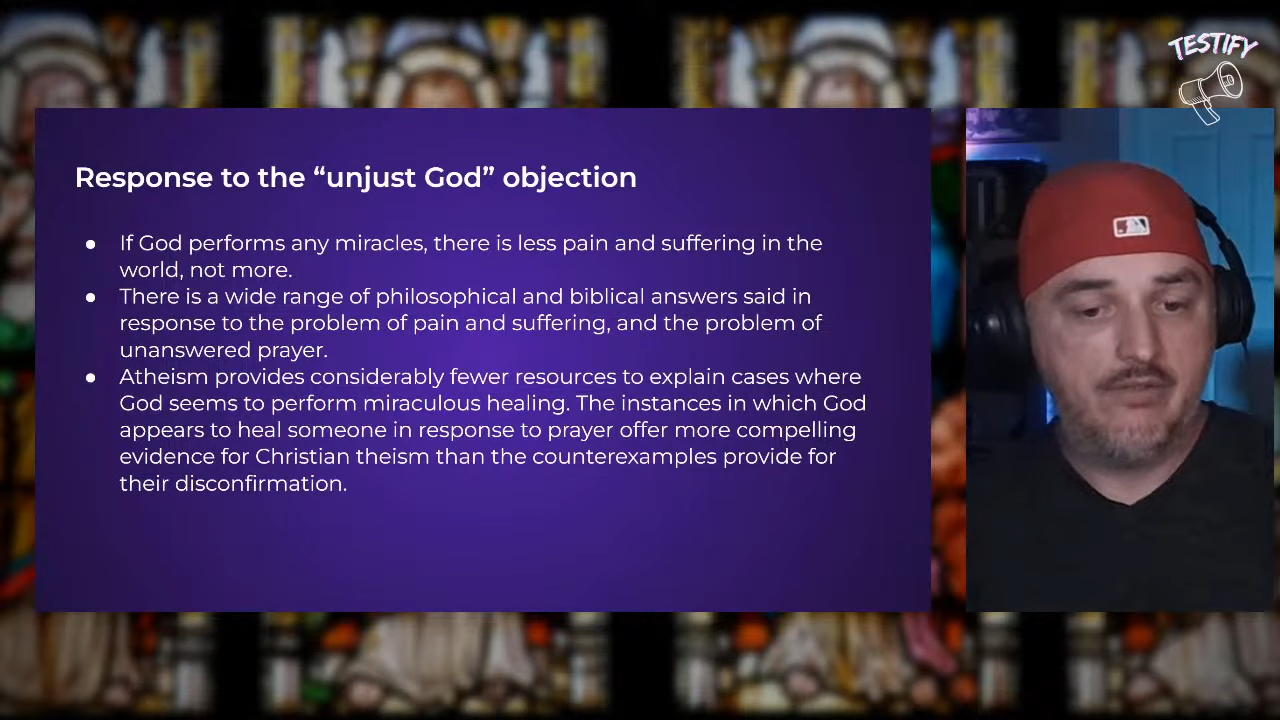 TESTIFY
Response to the “unjust God” objection
● If God performs any miracles, there is less pain and suffering in the
world, not more.
● There is a wide range of philosophical and biblical answers said in
response to the problem of pain and suffering, and the problem of
unanswered prayer.
● Atheism provides considerably fewer resources to explain cases where
God seems to perform miraculous healing. The instances in which God
appears to heal someone in response to prayer offer more compelling
evidence for Christian theism than the counterexamples provide for
their disconfirmation.